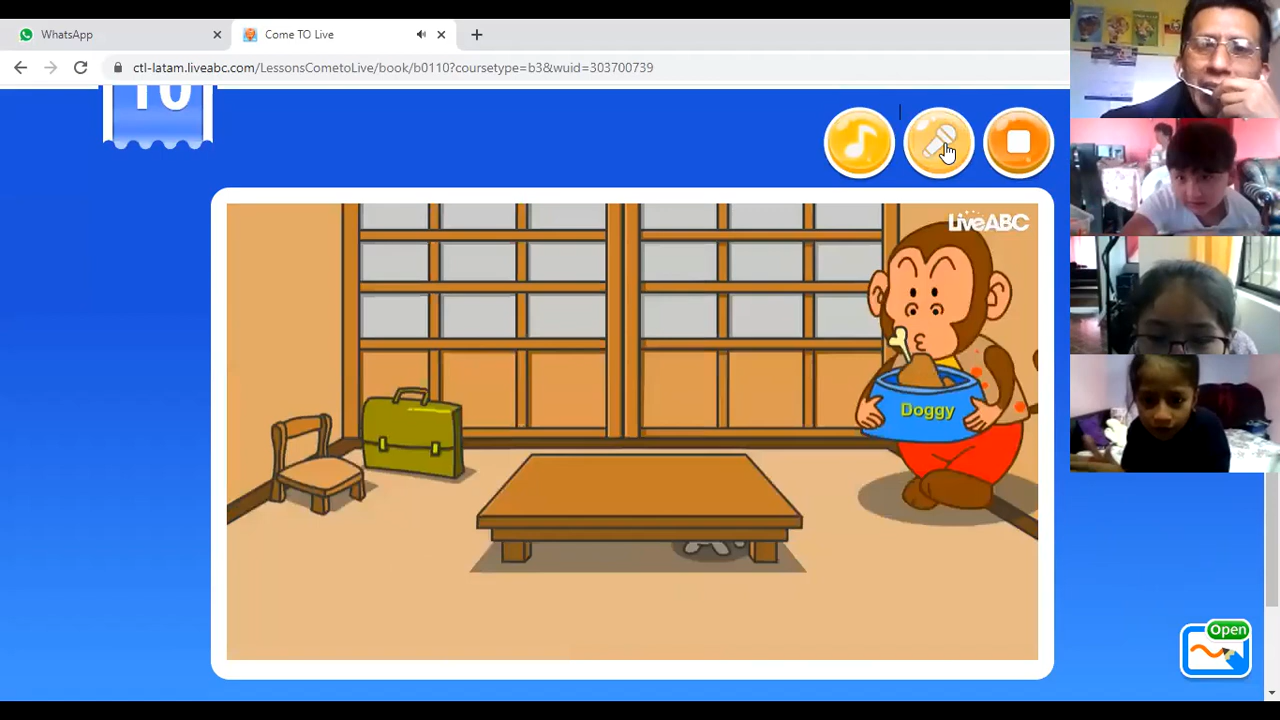 WhatsApp
Come TO Live
ctl-latam.liveabc.com/LessonsCometoLive/book/b0110?coursetype=b3&wuid=303700739
10
LiveABC
Doggy
Open